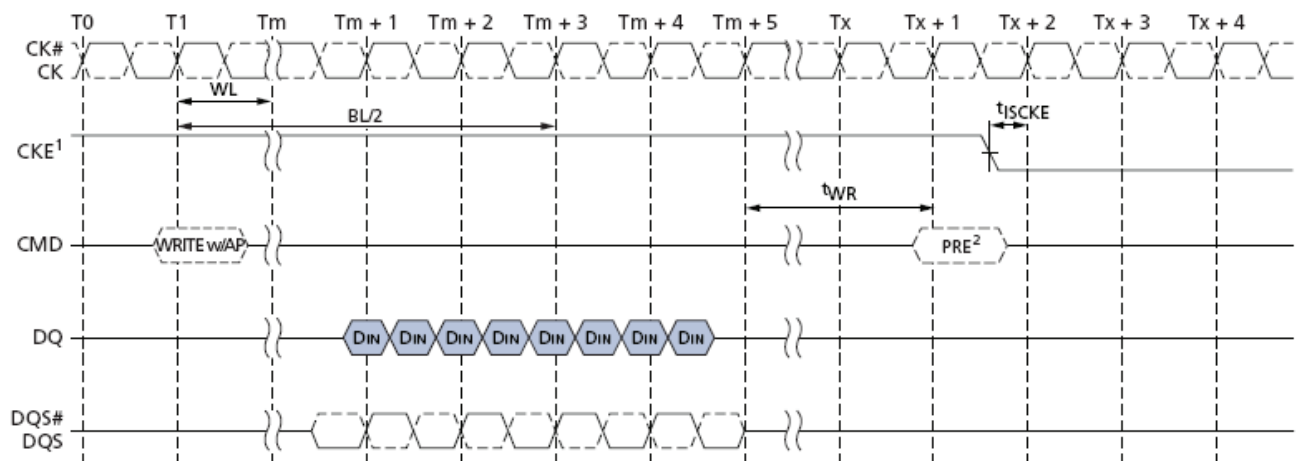 T0 T1 Tm Tm + 1 Tm + 2 Tm + 3 Tm + 4 Tm + 5 Tx Tx + 1 Tx + 2 Tx + 3 Tx + 4
CK#
CK
WL
BL/2
tISCKE
CKE1
tWR
CMD WRITE w/AP PRE2
DQ DIN DIN DIN DIN DIN DIN DIN DIN
DQS#
DQS